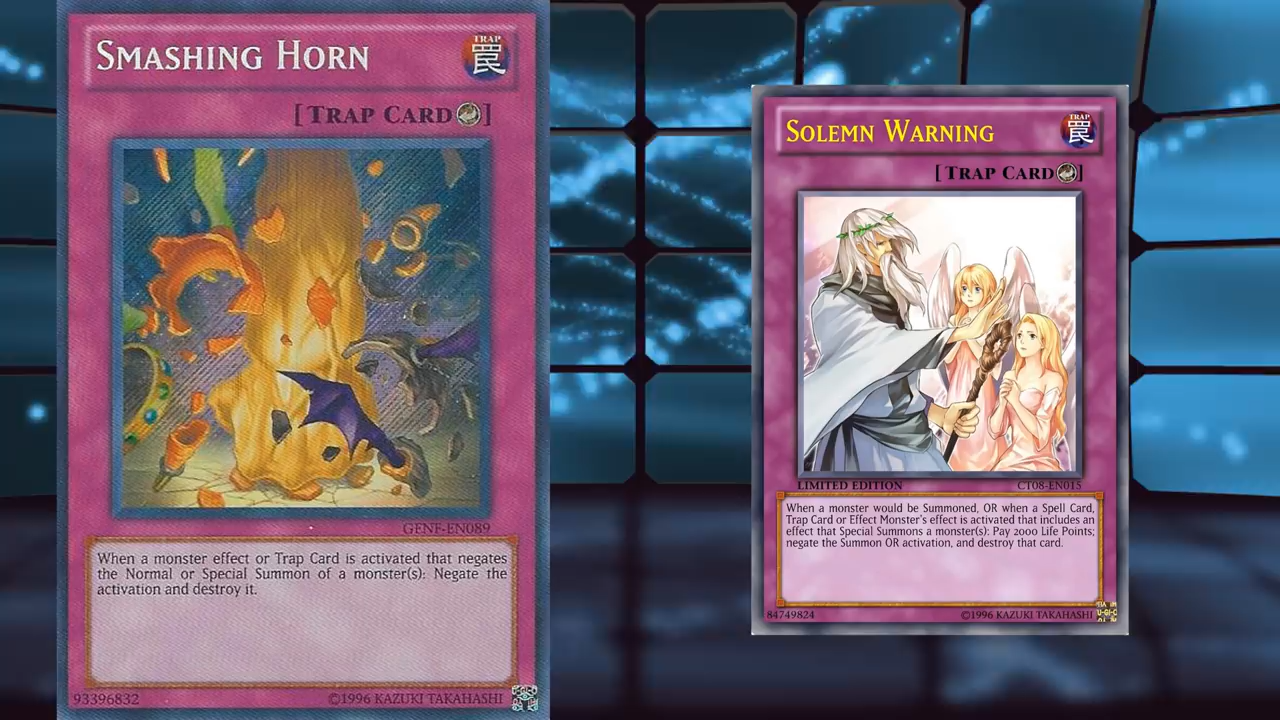 SMASHING HORN
TRAP
罠
[TRAP CARD]
GENF-EN089
When a monster effect or Trap Card is activated that negates
the Normal or Special Summon of a monster(s): Negate the
activation and destroy it.
93396832
©1996 KAZUKI TAKAHASHI
SOLEMN WARNING
TRAP
罠
[TRAP CARD]
LIMITED EDITION
CT08-EN015
When a monster would be Summoned, OR when a Spell Card,
Trap Card or Effect Monster's effect is activated that includes an
effect that Special Summons a monster(s): Pay 2000 Life Points;
negate the Summon OR activation, and destroy that card.
84749824
©1996 KAZUKI TAKAHASHI